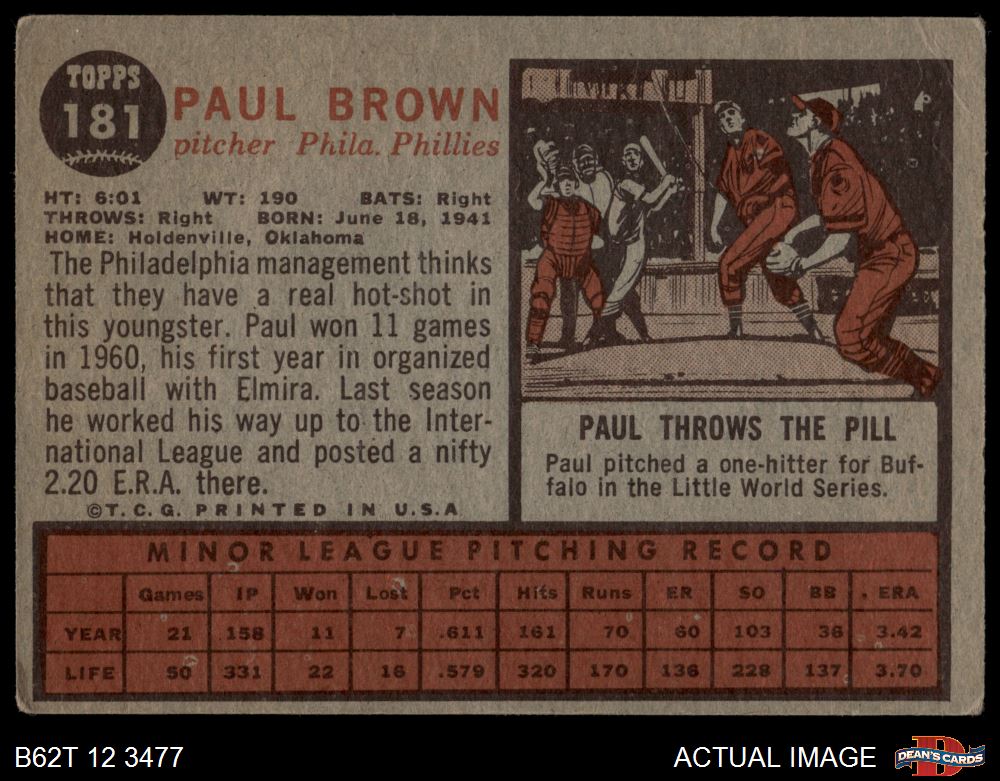 TOPPS
181
PAUL BROWN
pitcher Phila. Phillies
HT: 6:01 WT: 190 BATS: Right
THROWS: Right BORN: June 18, 1941
HOME: Holdenville, Oklahoma
The Philadelphia management thinks
that they have a real hot-shot in
this youngster. Paul won 11 games
in 1960, his first year in organized
baseball with Elmira. Last season
he worked his way up to the Inter-
national League and posted a nifty
2.20 E.R.A. there.
©T.C.G. PRINTED IN U.S.A
PAUL THROWS THE PILL
Paul pitched a one-hitter for Buf-
falo in the Little World Series.
MINOR LEAGUE PITCHING RECORD
Games IP Won Lost Pct Hits Runs ER SO BB ERA
YEAR 21 158 11 7 .611 161 70 60 103 36 3.42
LIFE 50 331 22 16 .579 320 170 136 228 137 3.70
B62T 12 3477
ACTUAL IMAGE
DEAN'S CARDS